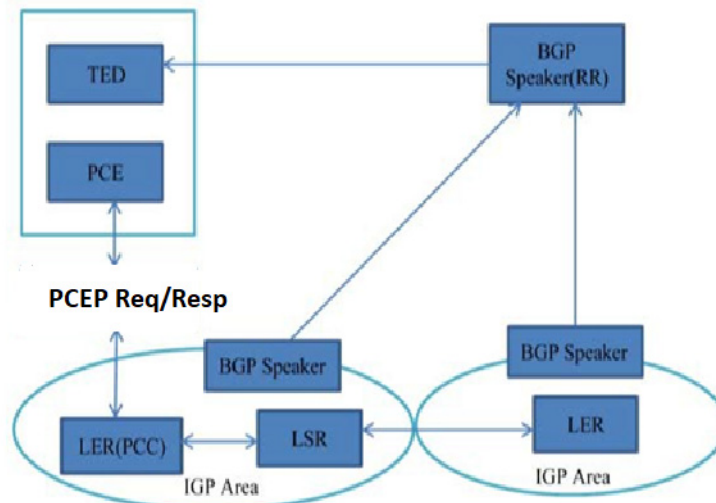 TED
BGP
Speaker(RR)
PCE
PCEP Req/Resp
BGP Speaker
BGP Speaker
LER(PCC)
LSR
LER
IGP Area
IGP Area